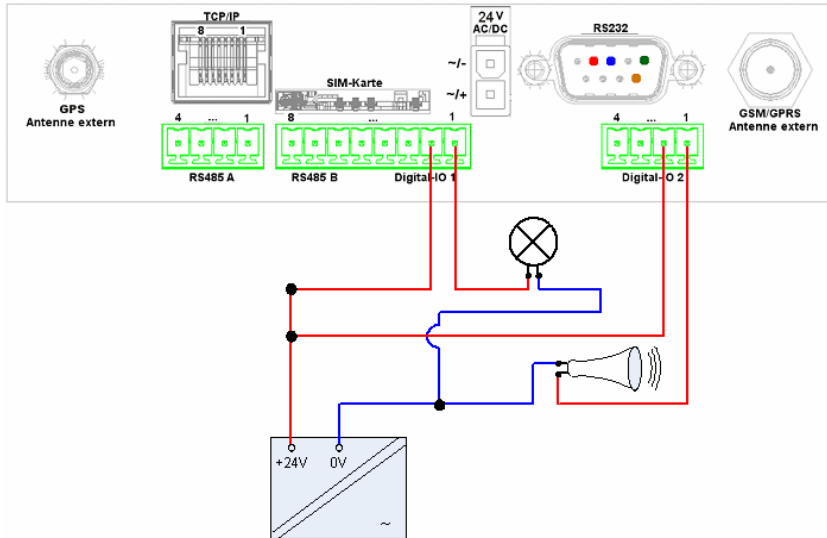 TCP/IP
8 1
24 V
AC/DC
RS232
~/-
SIM-Karte
~/+
GPS
Antenne extern
GSM/GPRS
Antenne extern
4 ... 1
8 ... 1
4 ... 1
RS485 A
RS485 B
Digital-IO 1
Digital-IO 2
+24V
0V
~